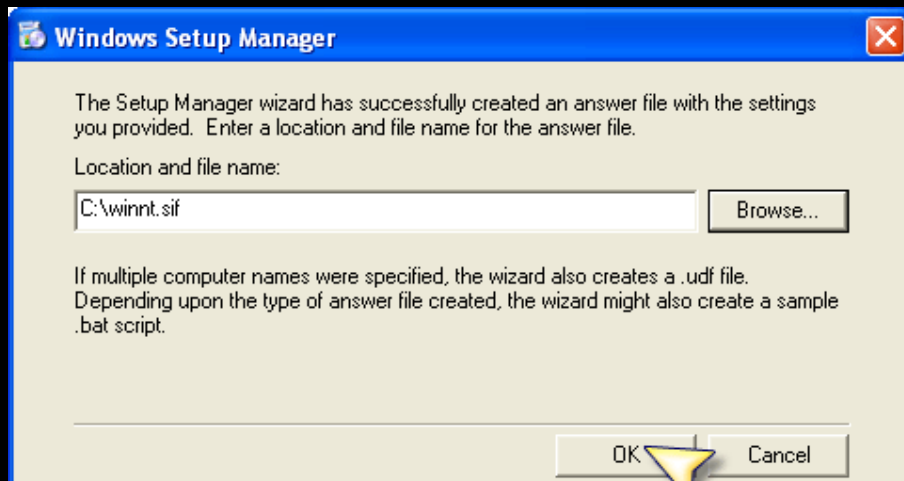 Windows Setup Manager
The Setup Manager wizard has successfully created an answer file with the settings
you provided.  Enter a location and file name for the answer file.
Location and file name:
C:\winnt.sif
Browse...
If multiple computer names were specified, the wizard also creates a .udf file.
Depending upon the type of answer file created, the wizard might also create a sample
.bat script.
OK
Cancel